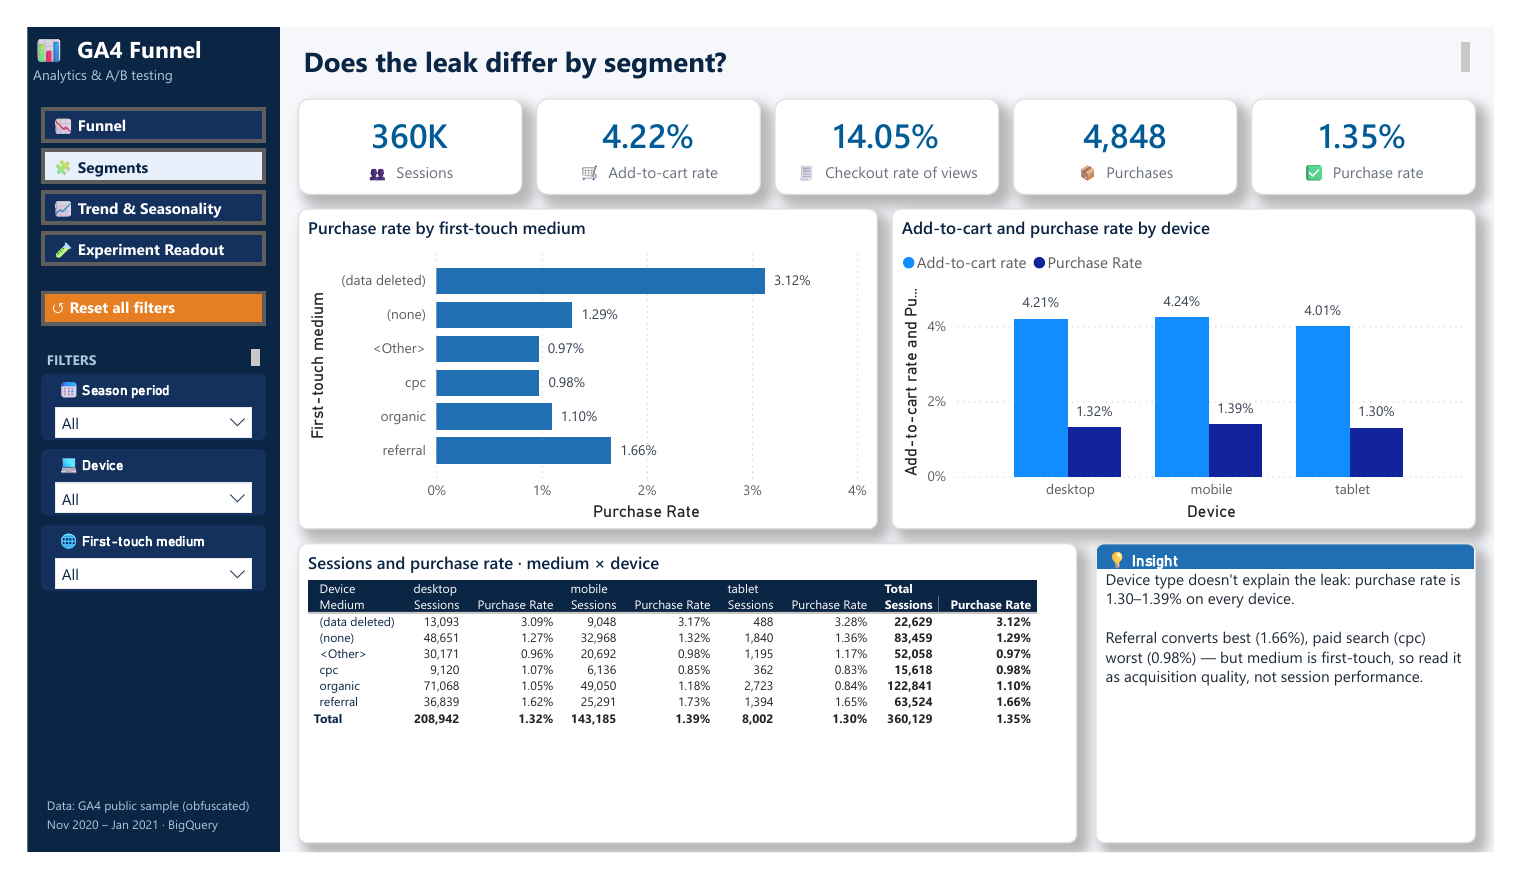 GA4 Funnel
Analytics & A/B testing
Funnel
Segments
Trend & Seasonality
Experiment Readout
↺ Reset all filters
FILTERS
Season period
All
Device
All
First-touch medium
All
Data: GA4 public sample (obfuscated)
Nov 2020 – Jan 2021 · BigQuery
Does the leak differ by segment?
360K
Sessions
4.22%
Add-to-cart rate
14.05%
Checkout rate of views
4,848
Purchases
1.35%
Purchase rate
Purchase rate by first-touch medium
First-touch medium
(data deleted) 3.12%
(none) 1.29%
<Other> 0.97%
cpc 0.98%
organic 1.10%
referral 1.66%
0% 1% 2% 3% 4%
Purchase Rate
Add-to-cart and purchase rate by device
Add-to-cart rate Purchase Rate
Add-to-cart rate and Pu...
4.21% 4.24% 4.01%
4%
2%
1.32% 1.39% 1.30%
0%
desktop mobile tablet
Device
Sessions and purchase rate · medium × device
Device desktop mobile tablet Total
Medium Sessions Purchase Rate Sessions Purchase Rate Sessions Purchase Rate Sessions Purchase Rate
(data deleted) 13,093 3.09% 9,048 3.17% 488 3.28% 22,629 3.12%
(none) 48,651 1.27% 32,968 1.32% 1,840 1.36% 83,459 1.29%
<Other> 30,171 0.96% 20,692 0.98% 1,195 1.17% 52,058 0.97%
cpc 9,120 1.07% 6,136 0.85% 362 0.83% 15,618 0.98%
organic 71,068 1.05% 49,050 1.18% 2,723 0.84% 122,841 1.10%
referral 36,839 1.62% 25,291 1.73% 1,394 1.65% 63,524 1.66%
Total 208,942 1.32% 143,185 1.39% 8,002 1.30% 360,129 1.35%
Insight
Device type doesn't explain the leak: purchase rate is
1.30–1.39% on every device.
Referral converts best (1.66%), paid search (cpc)
worst (0.98%) — but medium is first-touch, so read it
as acquisition quality, not session performance.